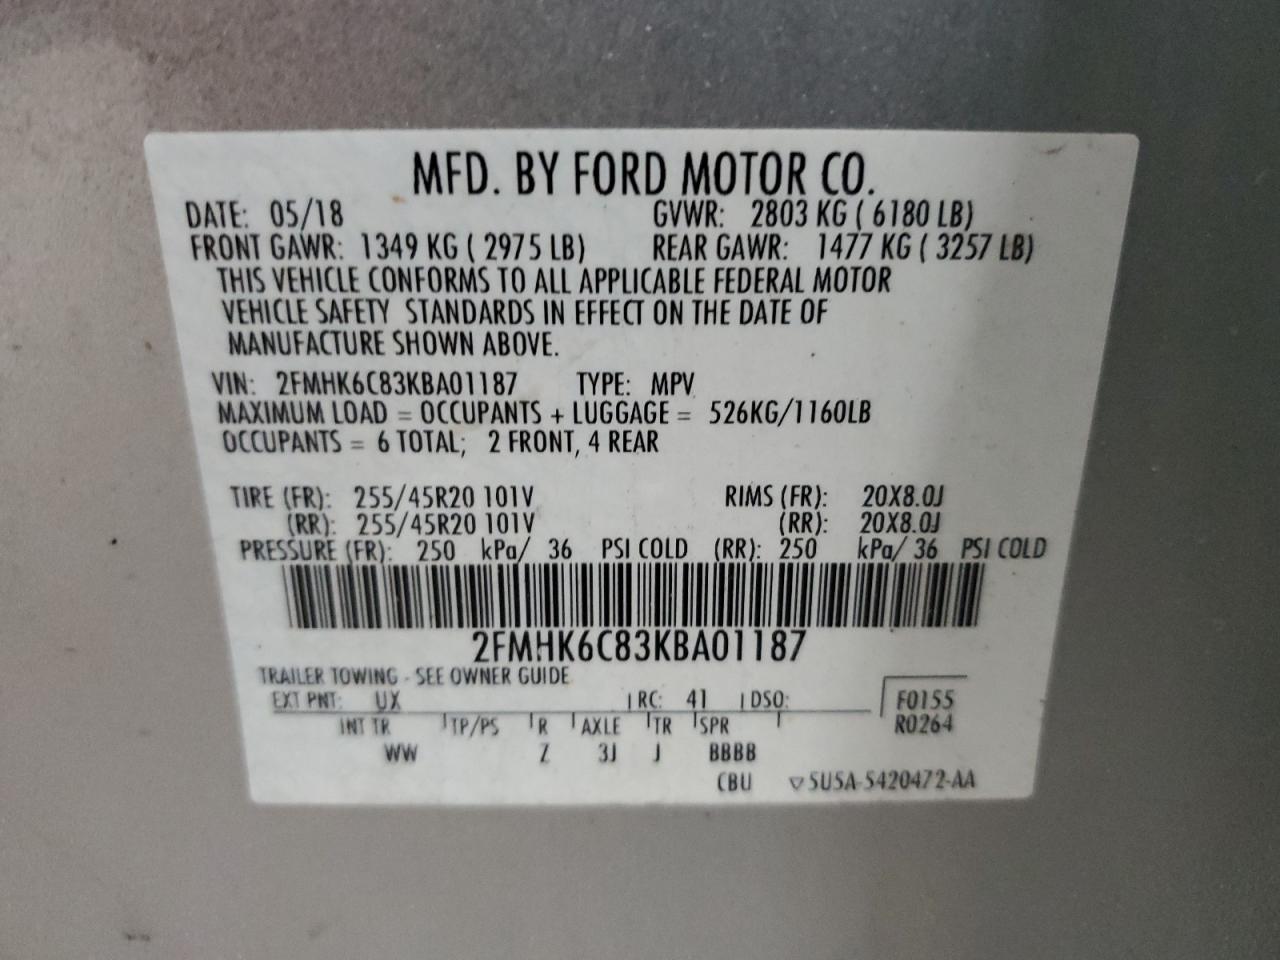 MFD. BY FORD MOTOR CO.
DATE: 05/18 GVWR: 2803 KG ( 6180 LB)
FRONT GAWR: 1349 KG ( 2975 LB) REAR GAWR: 1477 KG ( 3257 LB)
THIS VEHICLE CONFORMS TO ALL APPLICABLE FEDERAL MOTOR
VEHICLE SAFETY STANDARDS IN EFFECT ON THE DATE OF
MANUFACTURE SHOWN ABOVE.
VIN: 2FMHK6C83KBA01187 TYPE: MPV
MAXIMUM LOAD = OCCUPANTS + LUGGAGE = 526KG/1160LB
OCCUPANTS = 6 TOTAL; 2 FRONT, 4 REAR
TIRE (FR): 255/45R20 101V RIMS (FR): 20X8.0J
(RR): 255/45R20 101V (RR): 20X8.0J
PRESSURE (FR): 250 kPa/ 36 PSI COLD (RR): 250 kPa/ 36 PSI COLD
2FMHK6C83KBA01187
TRAILER TOWING - SEE OWNER GUIDE
EXT PNT: UX RC: 41 DSO: F0155
INT TR TP/PS R AXLE TR SPR R0264
WW Z 3J J BBBB
CBU ▽5U5A-5420472-AA